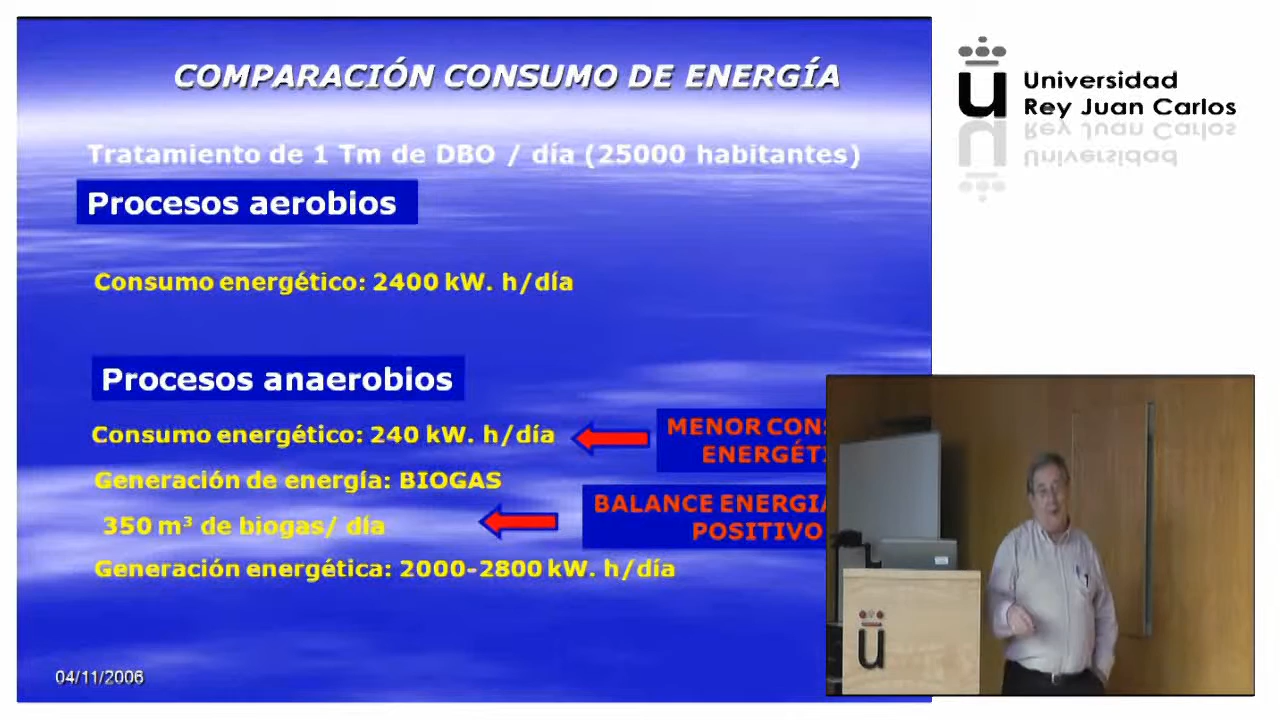 COMPARACIÓN CONSUMO DE ENERGÍA
Tratamiento de 1 Tm de DBO / día (25000 habitantes)
Procesos aerobios
Consumo energético: 2400 kW. h/día
Procesos anaerobios
Consumo energético: 240 kW. h/día
MENOR
Generación de energía: BIOGAS
350 m³ de biogas/ día
BALANCE
POSITIVO
Generación energética: 2000-2800 kW. h/día
04/11/2006
Universidad
Rey Juan Carlos